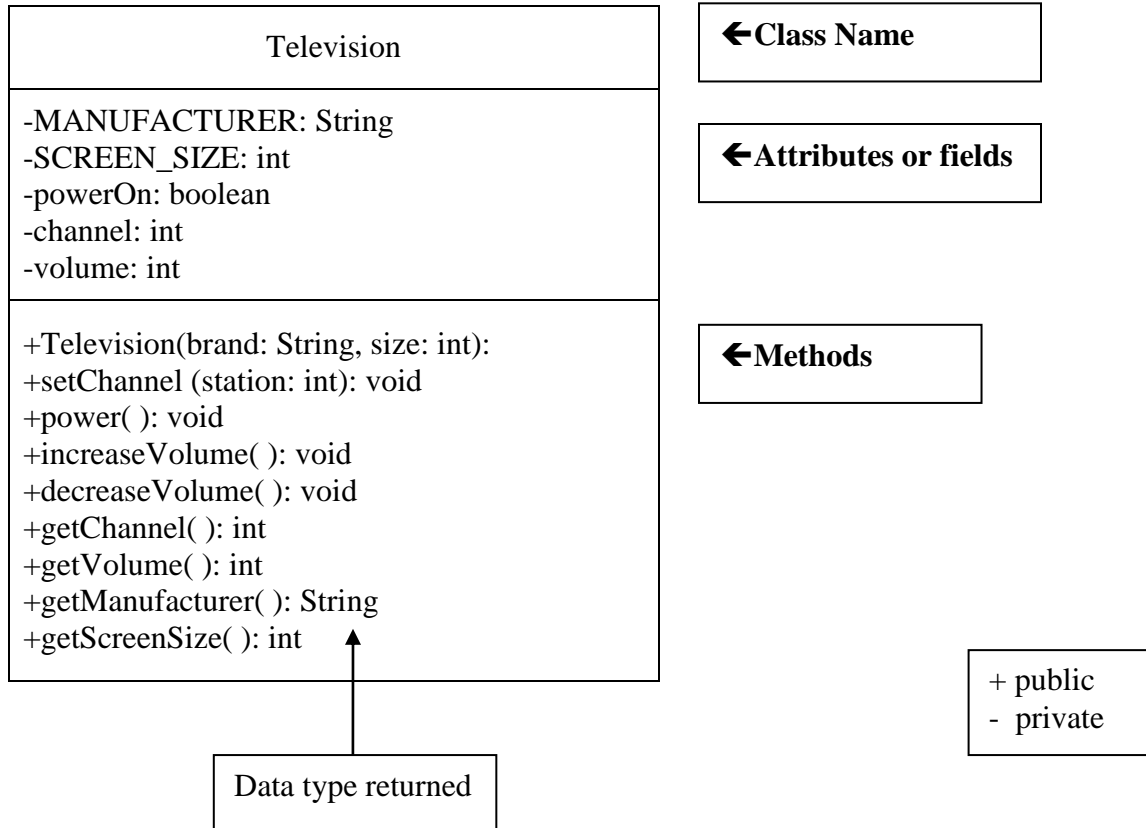 Television
←Class Name
-MANUFACTURER: String
-SCREEN_SIZE: int
-powerOn: boolean
-channel: int
-volume: int
←Attributes or fields
+Television(brand: String, size: int):
+setChannel (station: int): void
+power( ): void
+increaseVolume( ): void
+decreaseVolume( ): void
+getChannel( ): int
+getVolume( ): int
+getManufacturer( ): String
+getScreenSize( ): int
←Methods
+ public
- private
Data type returned